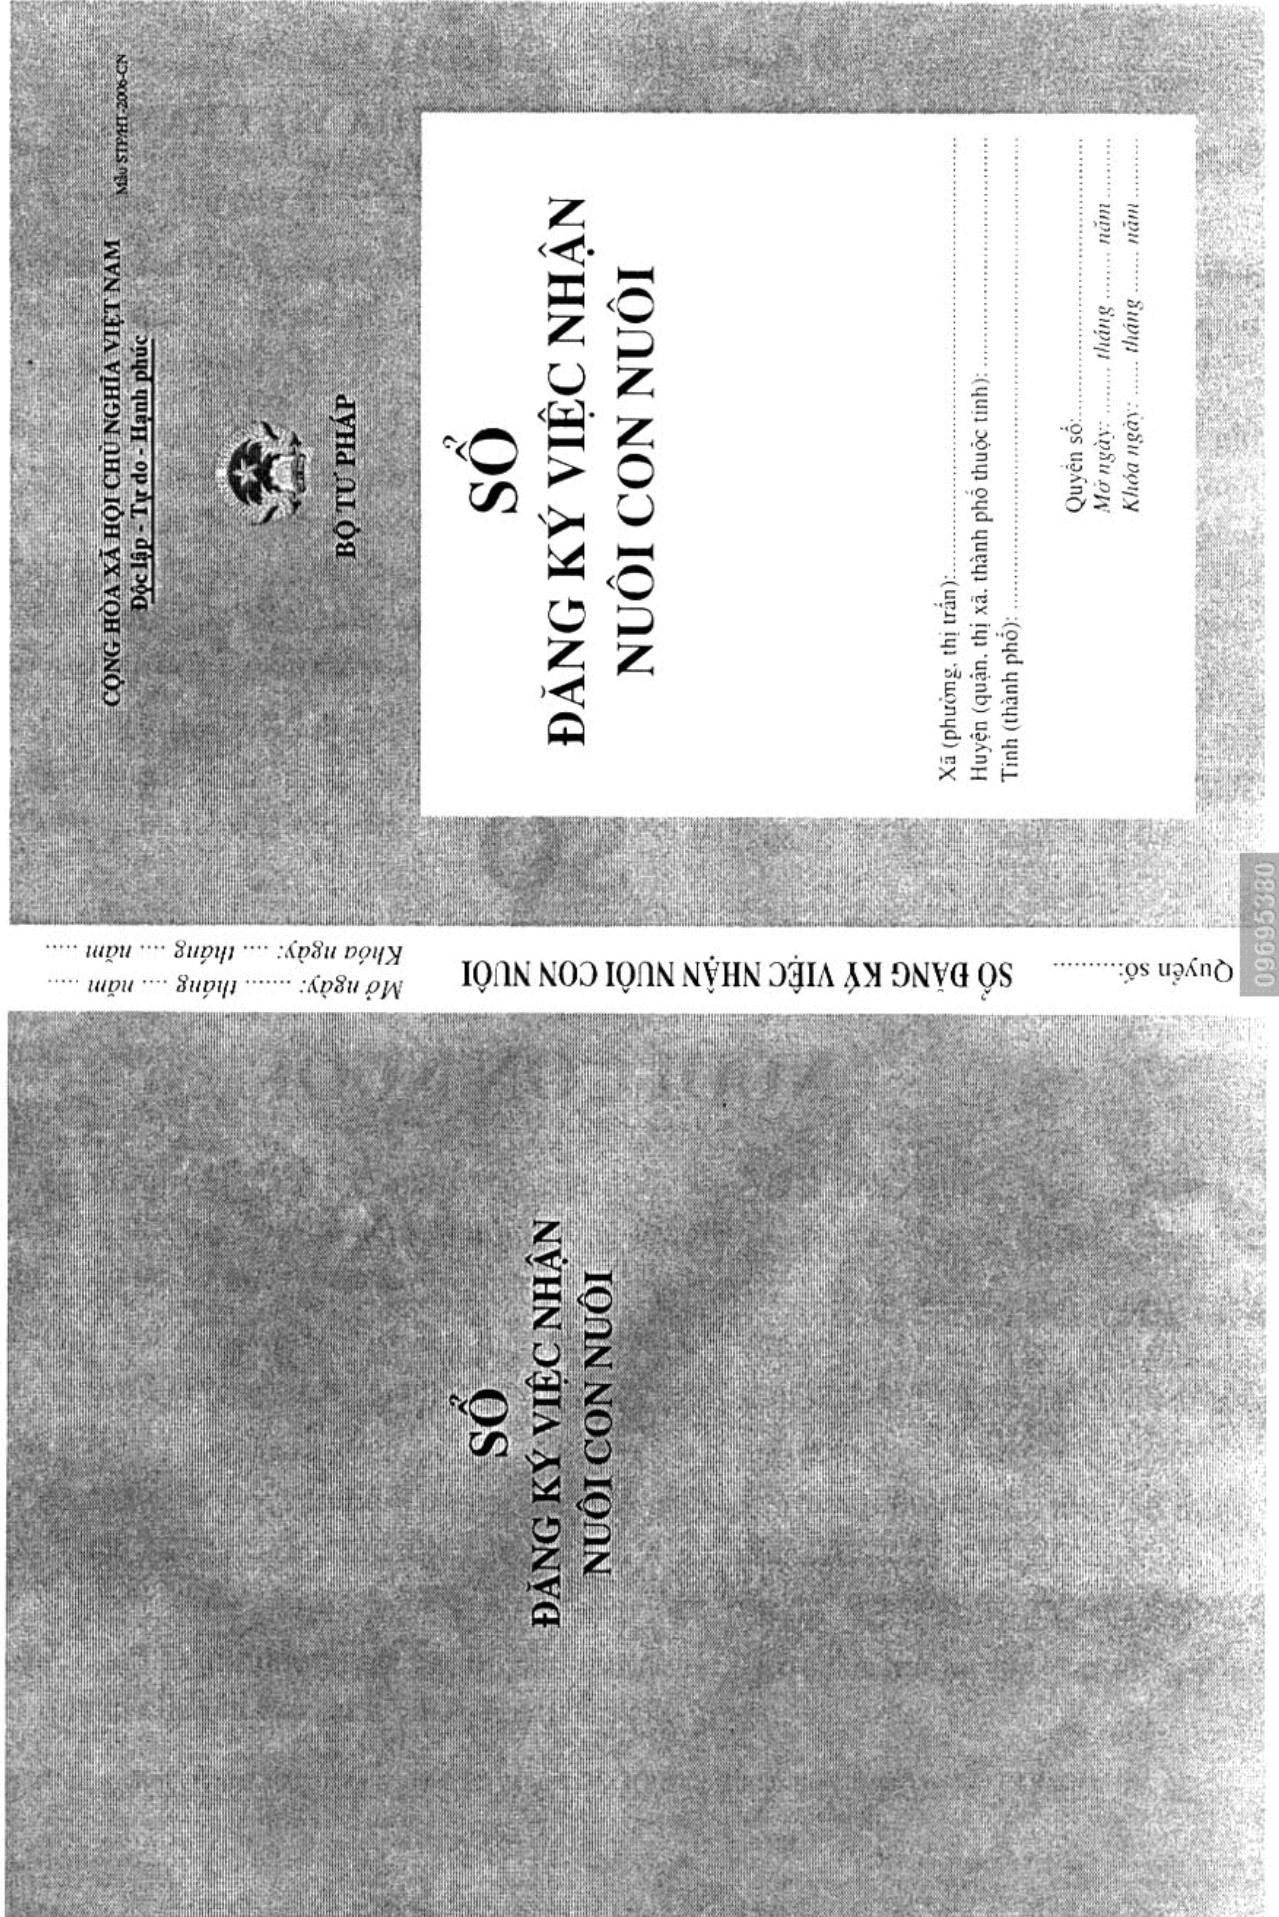 CỘNG HÒA XÃ HỘI CHỦ NGHĨA VIỆT NAM
Độc lập - Tự do - Hạnh phúc
Mẫu STP/HT-2006-CN
BỘ TƯ PHÁP
SỔ
ĐĂNG KÝ VIỆC NHẬN
NUÔI CON NUÔI
Xã (phường, thị trấn):..........
Huyện (quận, thị xã, thành phố thuộc tỉnh): ..........
Tỉnh (thành phố): ..........
Quyển số:..........
Mở ngày: ......... tháng ......... năm .........
Khóa ngày: ...... tháng ...... năm .........
Quyển số:..........
SỔ ĐĂNG KÝ VIỆC NHẬN NUÔI CON NUÔI
Mở ngày: ....... tháng .... năm .....
Khóa ngày: .... tháng .... năm .....
SỔ
ĐĂNG KÝ VIỆC NHẬN
NUÔI CON NUÔI
09695380